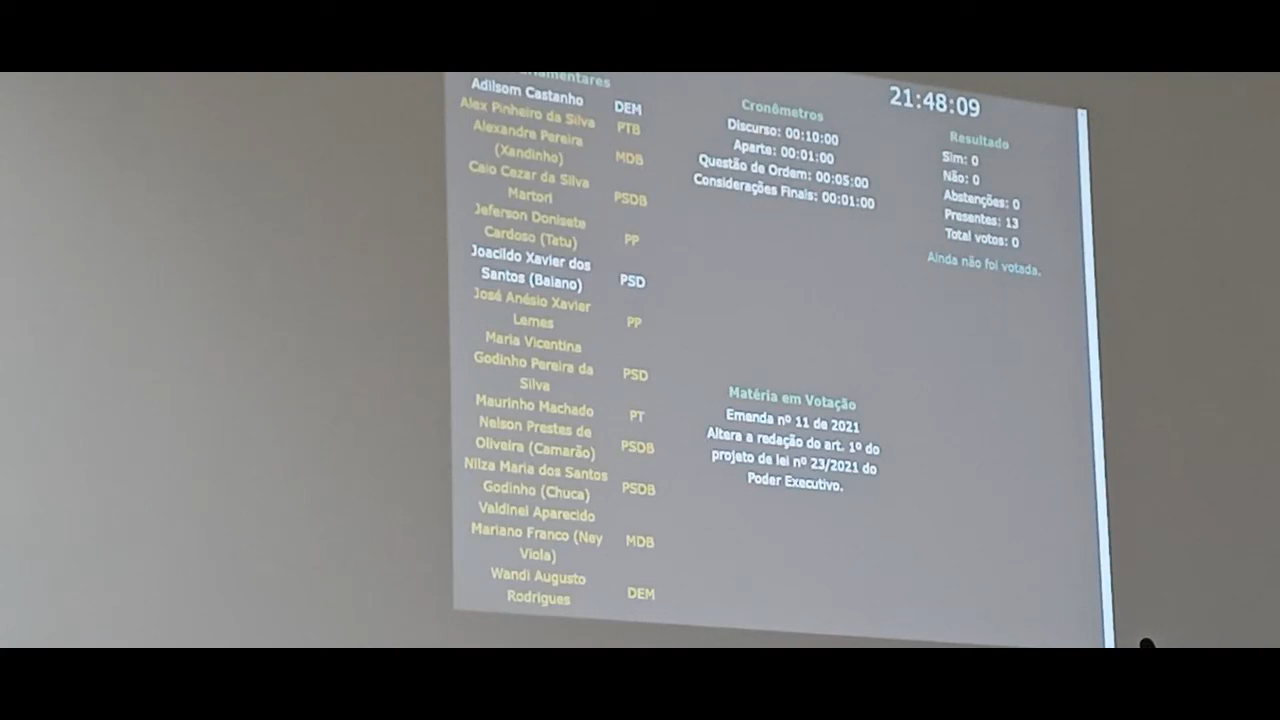 Adilsom Castanho DEM
Alex Pinheiro da Silva PTB
Alexandre Pereira
(Xandinho) MDB
Caio Cezar da Silva
Martori PSDB
Jeferson Donisete
Cardoso (Tatu) PP
Joacildo Xavier dos
Santos (Baiano) PSD
José Anésio Xavier
Lemes PP
Maria Vicentina
Godinho Pereira da
Silva PSD
Maurinho Machado PT
Nelson Prestes de
Oliveira (Camarão) PSDB
Nilza Maria dos Santos
Godinho (Chuca) PSDB
Valdinei Aparecido
Mariano Franco (Ney
Viola) MDB
Wandi Augusto
Rodrigues DEM
Cronômetros
Discurso: 00:10:00
Aparte: 00:01:00
Questão de Ordem: 00:05:00
Considerações Finais: 00:01:00
Matéria em Votação
Emenda nº 11 de 2021
Altera a redação do art. 1º do
projeto de lei nº 23/2021 do
Poder Executivo.
21:48:09
Resultado
Sim: 0
Não: 0
Abstenções: 0
Presentes: 13
Total votos: 0
Ainda não foi votada.